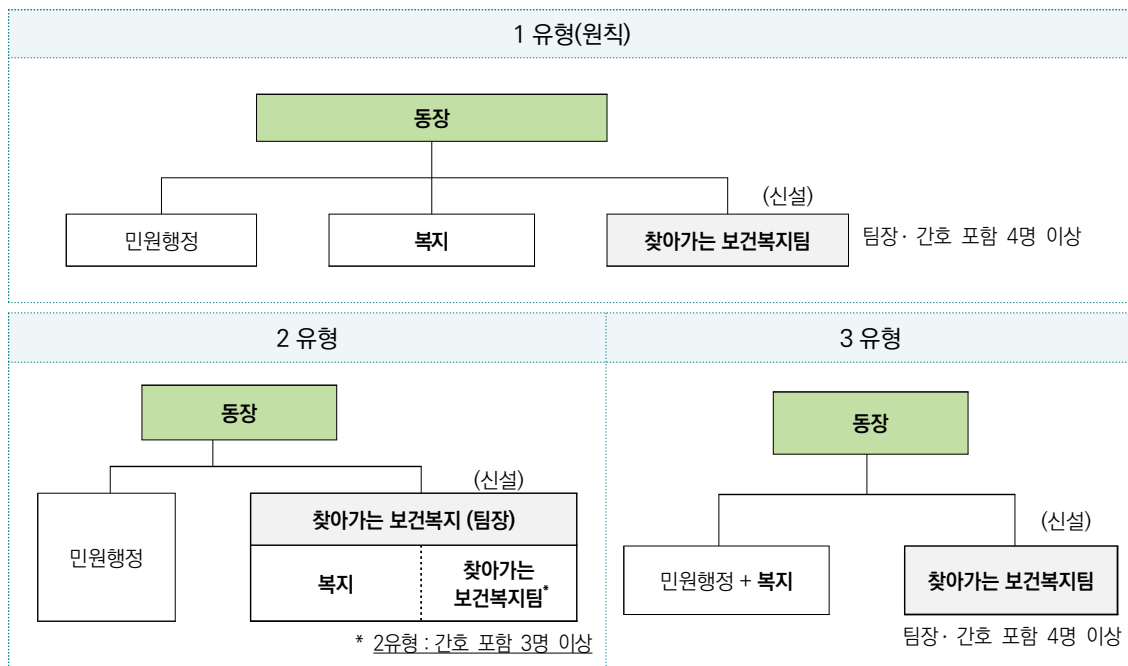 1 유형(원칙)
동장
(신설)
민원행정
복지
찾아가는 보건복지팀
팀장· 간호 포함 4명 이상
2 유형
동장
(신설)
민원행정
찾아가는 보건복지 (팀장)
복지
찾아가는
보건복지팀*
* 2유형 : 간호 포함 3명 이상
3 유형
동장
(신설)
민원행정 + 복지
찾아가는 보건복지팀
팀장· 간호 포함 4명 이상